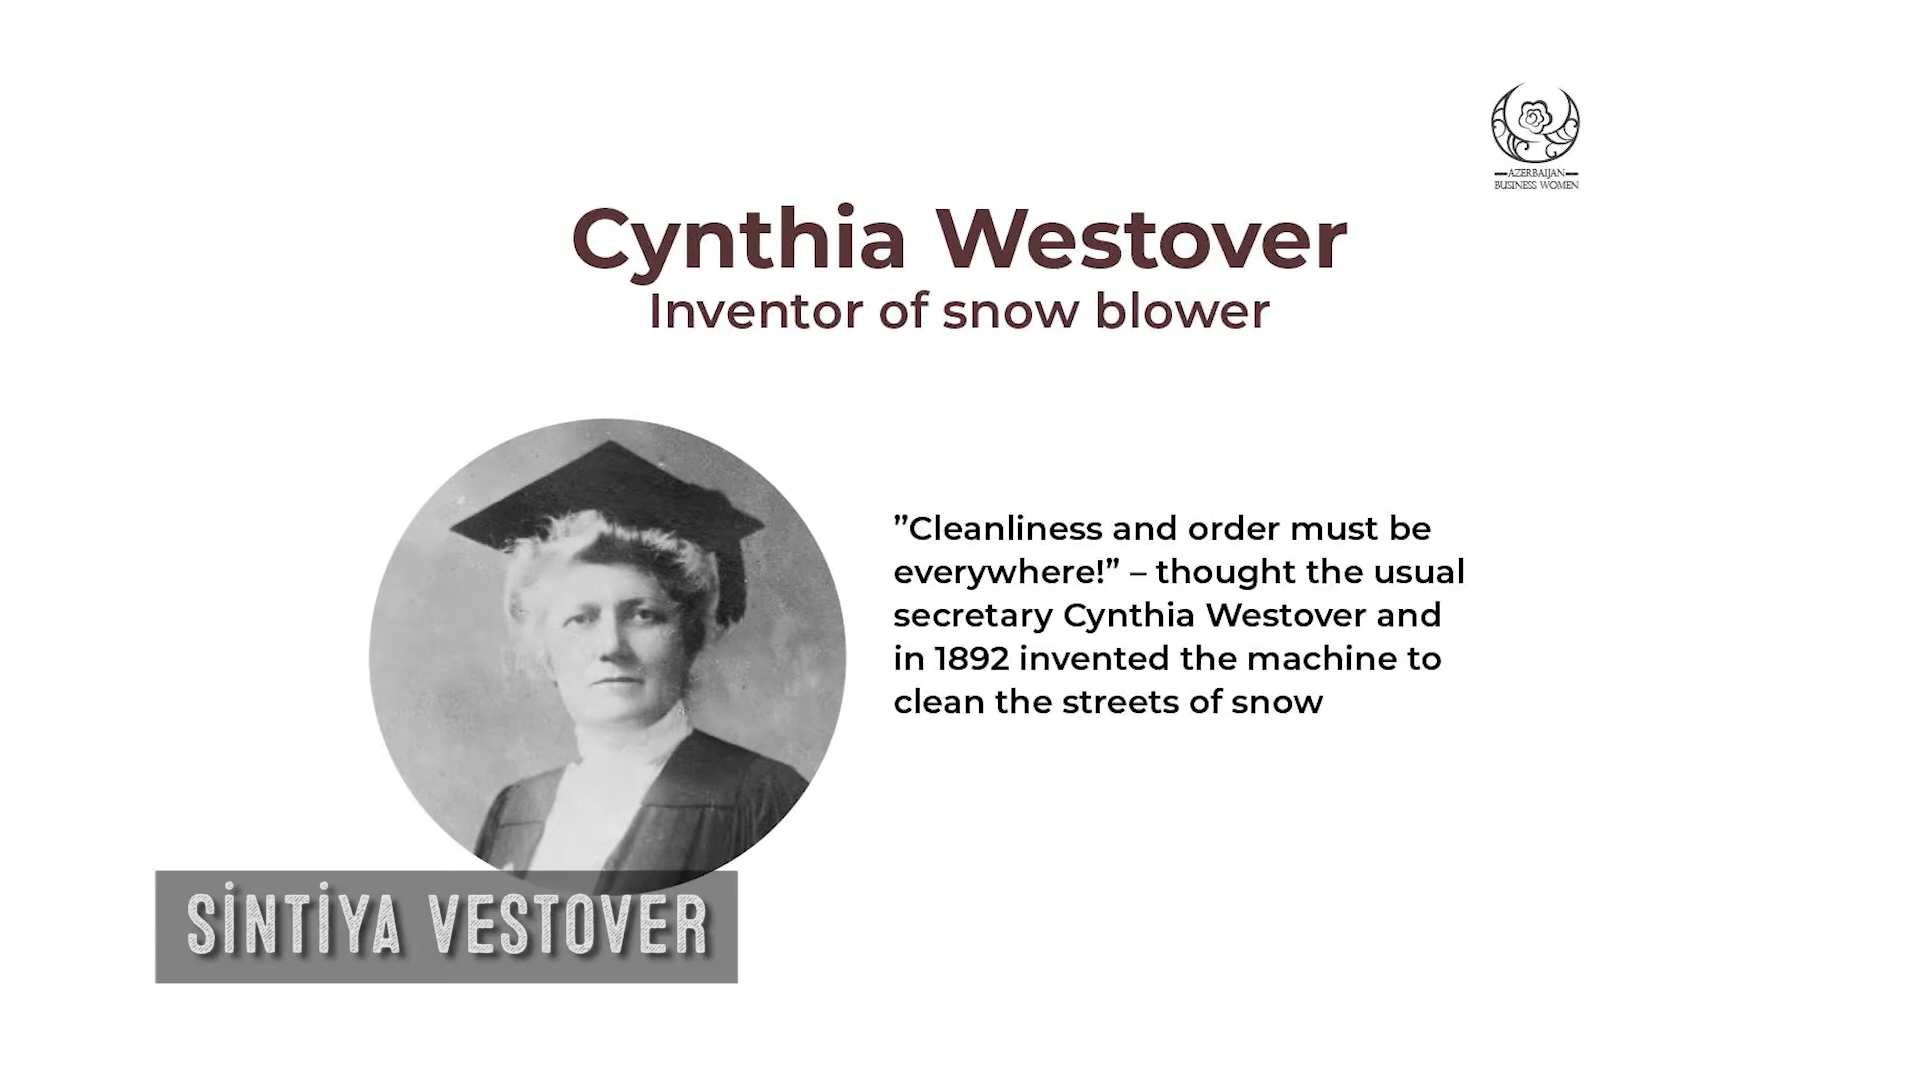 AZERBAIJAN
BUSINESS WOMEN
Cynthia Westover
Inventor of snow blower
”Cleanliness and order must be
everywhere!” – thought the usual
secretary Cynthia Westover and
in 1892 invented the machine to
clean the streets of snow
SİNTİYA VESTOVER